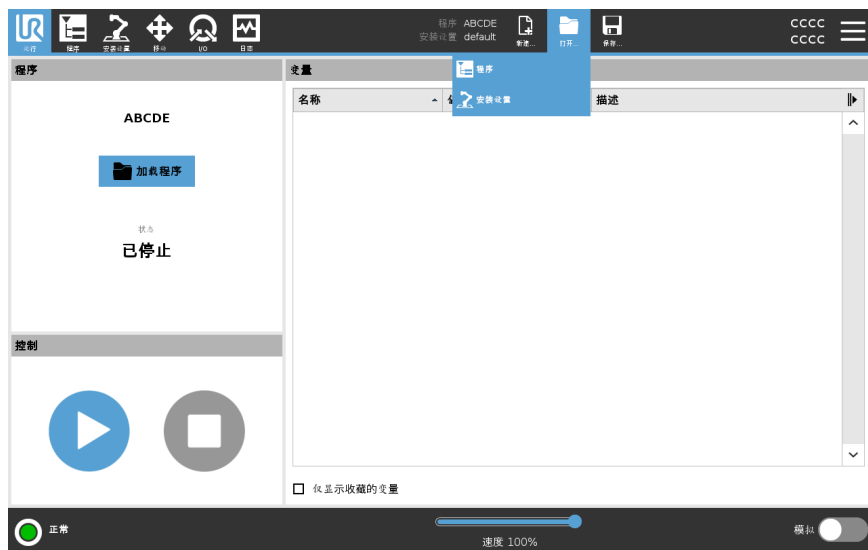 UR
运行
程序
安装设置
移动
I/O
日志
程序 ABCDE
安装设置 default
新建...
打开...
保存...
CCCC
CCCC
程序
安装设置
程序
ABCDE
加载程序
状态
已停止
控制
变量
名称
描述
仅显示收藏的变量
正常
速度 100%
模拟